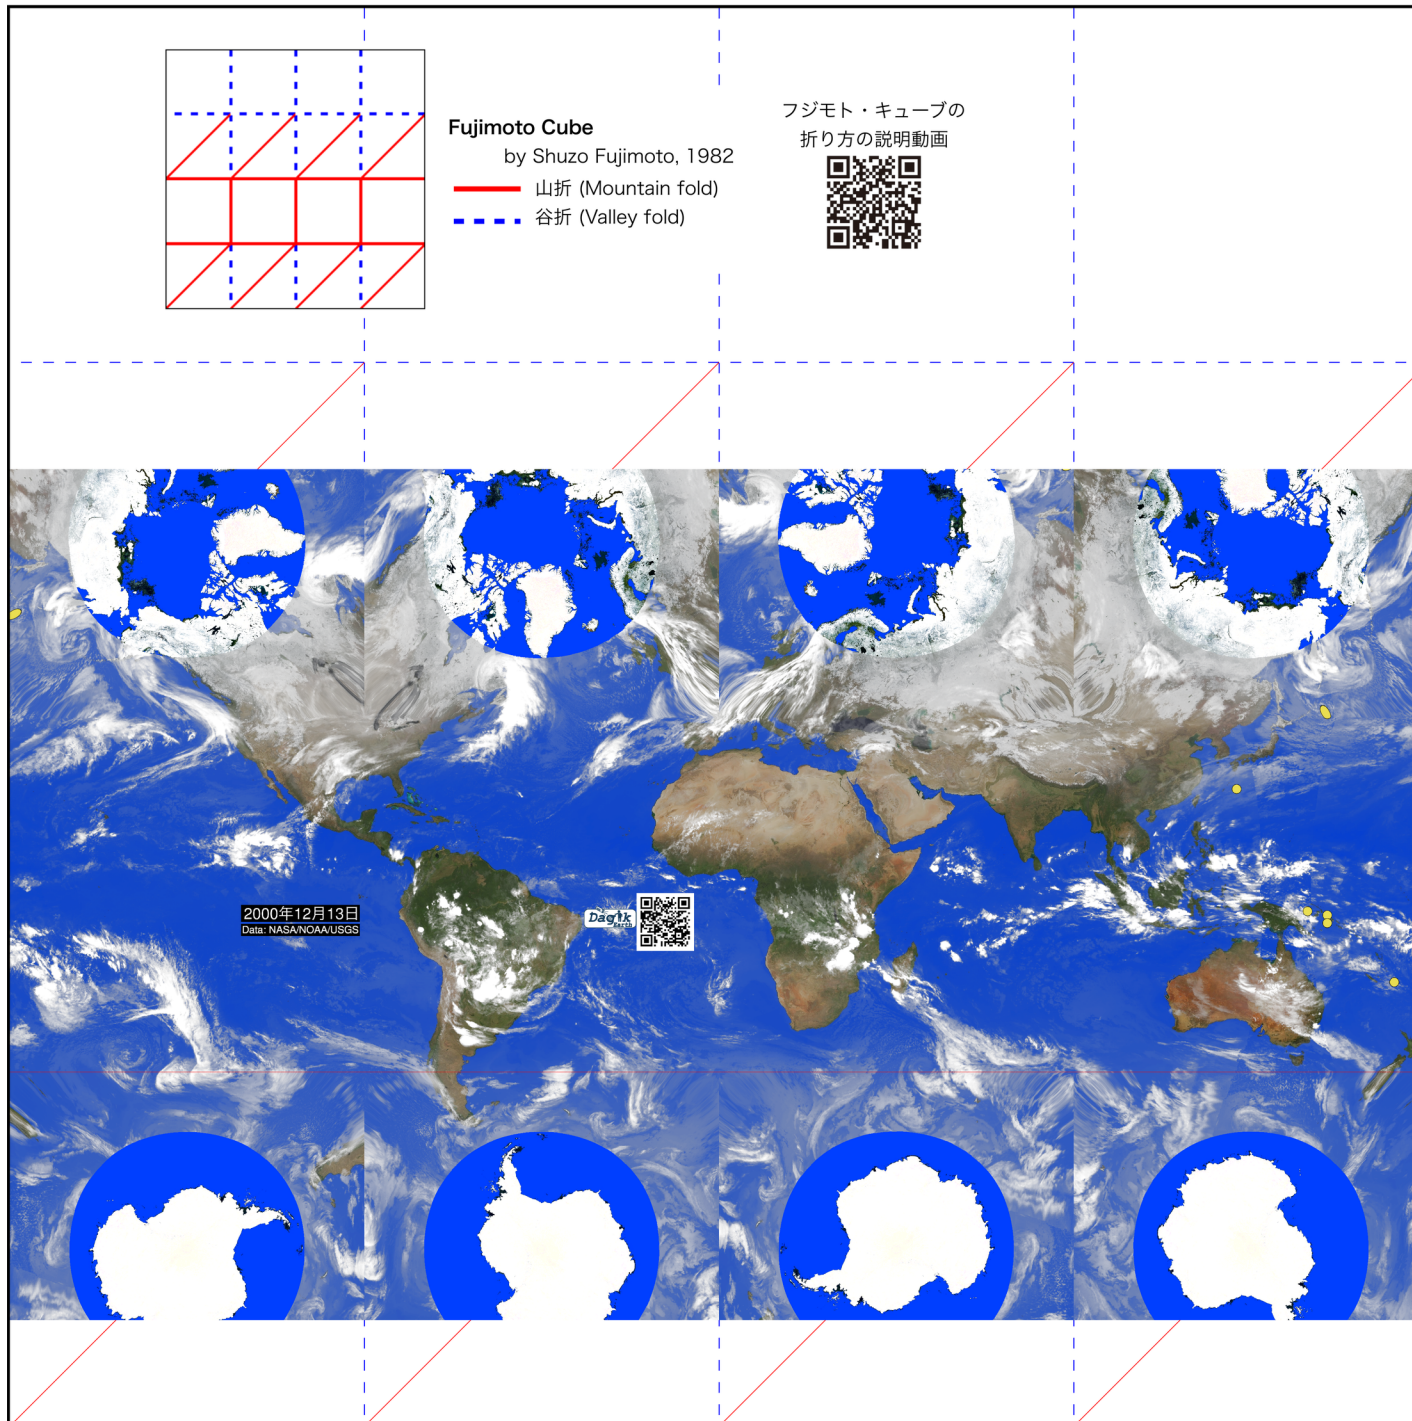 Fujimoto Cube
by Shuzo Fujimoto, 1982
山折 (Mountain fold)
谷折 (Valley fold)
フジモト・キューブの
折り方の説明動画
2000年12月13日
Data: NASA/NOAA/USGS
Dagik
Earth